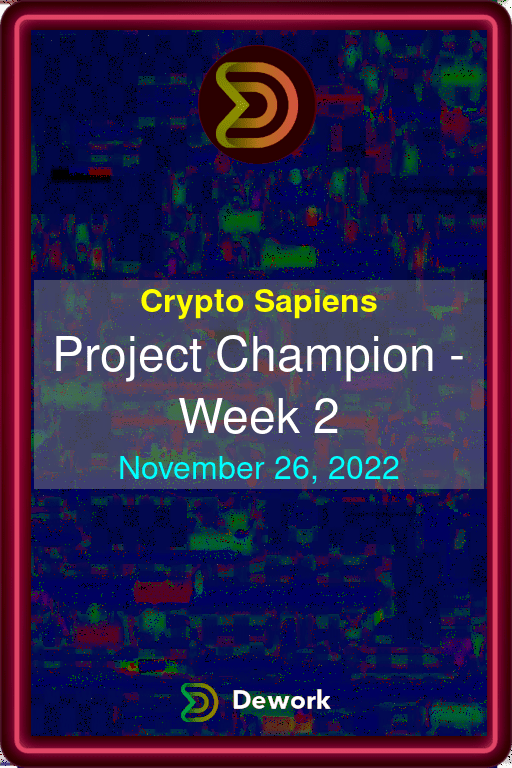 Crypto Sapiens
Project Champion -
Week 2
November 26, 2022
Dework